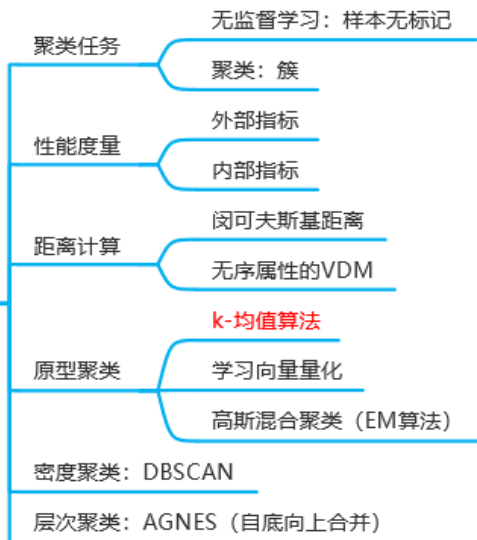 聚类任务
无监督学习：样本无标记
聚类：簇
性能度量
外部指标
内部指标
距离计算
闵可夫斯基距离
无序属性的VDM
原型聚类
k-均值算法
学习向量量化
高斯混合聚类（EM算法）
密度聚类：DBSCAN
层次聚类：AGNES（自底向上合并）